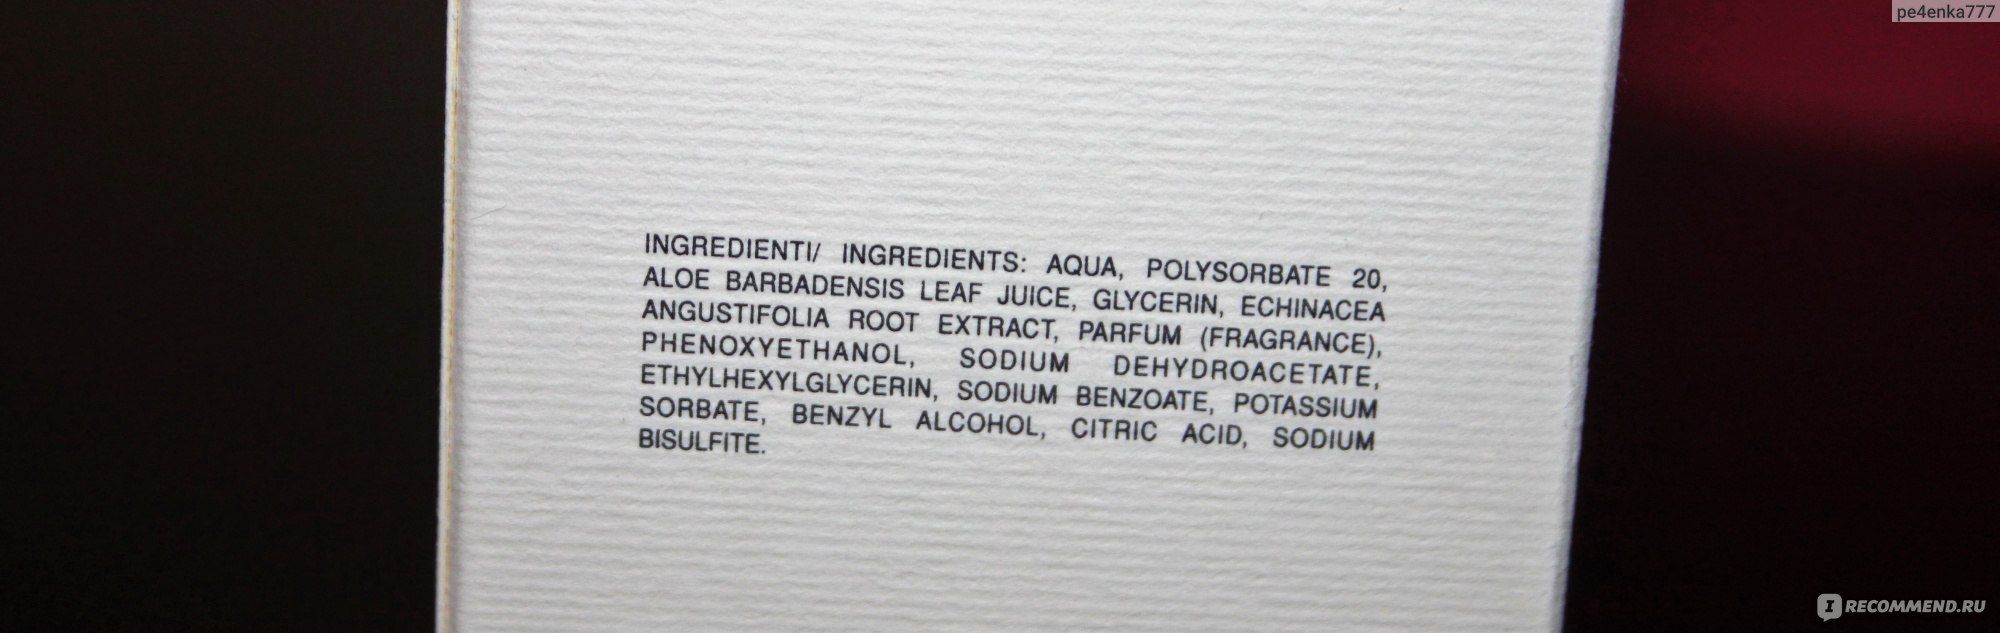 pe4enka777
INGREDIENTI/ INGREDIENTS: AQUA, POLYSORBATE 20,
ALOE BARBADENSIS LEAF JUICE, GLYCERIN, ECHINACEA
ANGUSTIFOLIA ROOT EXTRACT, PARFUM (FRAGRANCE),
PHENOXYETHANOL, SODIUM DEHYDROACETATE,
ETHYLHEXYLGLYCERIN, SODIUM BENZOATE, POTASSIUM
SORBATE, BENZYL ALCOHOL, CITRIC ACID, SODIUM
BISULFITE.
I RECOMMEND.RU